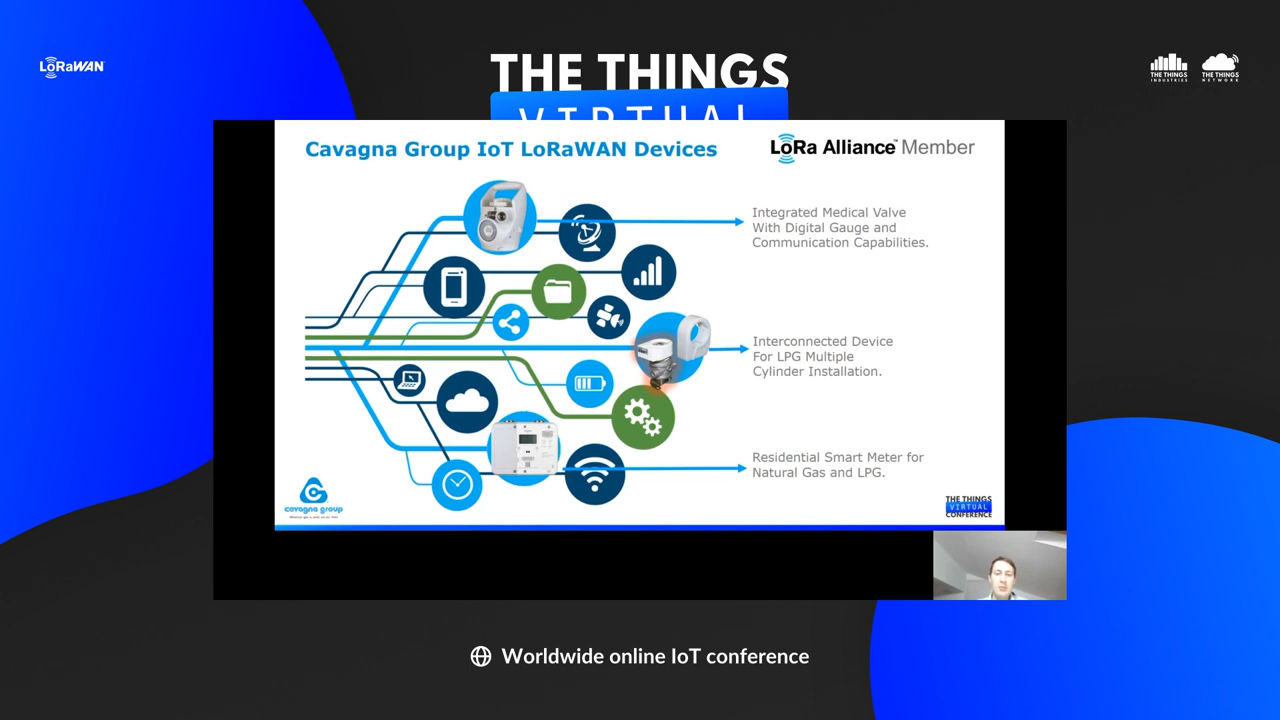 LoRaWAN
THE THINGS
VIRTUAL
THE THINGS
INDUSTRIES
THE THINGS
NETWORK
Cavagna Group IoT LoRaWAN Devices
LoRa Alliance™ Member
Integrated Medical Valve
With Digital Gauge and
Communication Capabilities.
Interconnected Device
For LPG Multiple
Cylinder Installation.
Residential Smart Meter for
Natural Gas and LPG.
cavagna group
THE THINGS
VIRTUAL
CONFERENCE
Worldwide online IoT conference